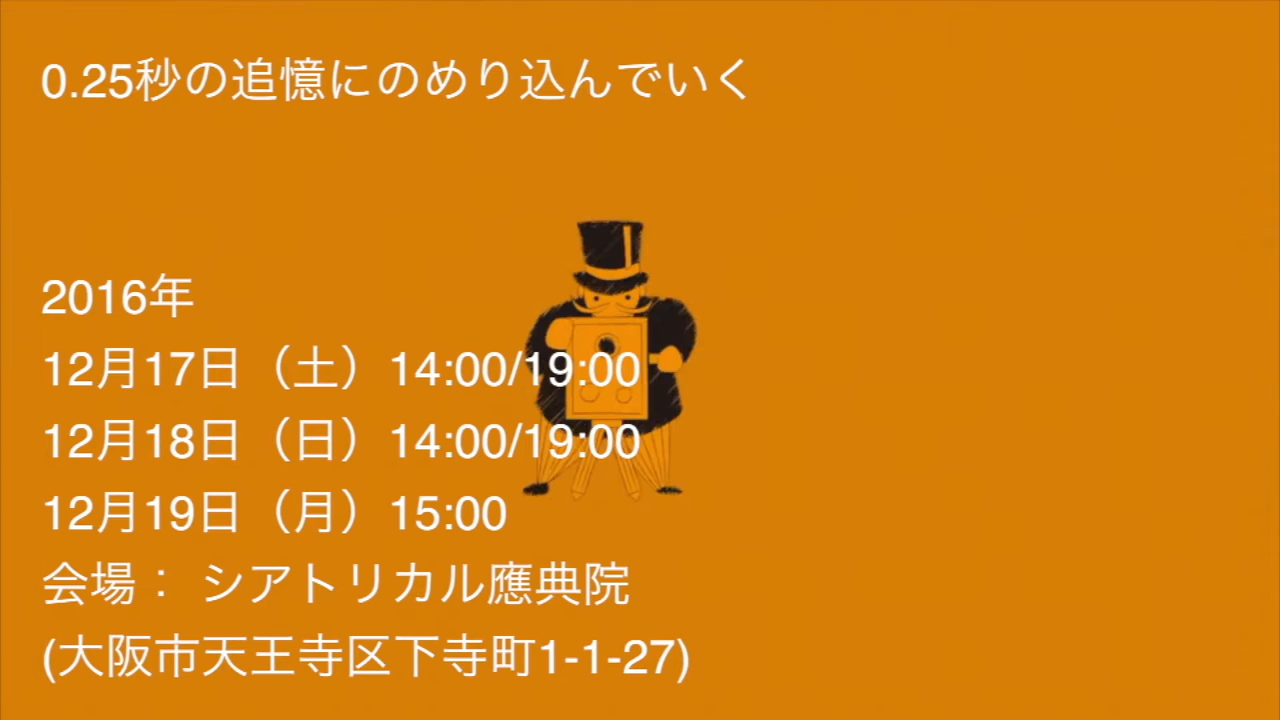 0.25秒の追憶にのめり込んでいく
2016年
12月17日（土）14:00/19:00
12月18日（日）14:00/19:00
12月19日（月）15:00
会場： シアトリカル應典院
(大阪市天王寺区下寺町1-1-27)